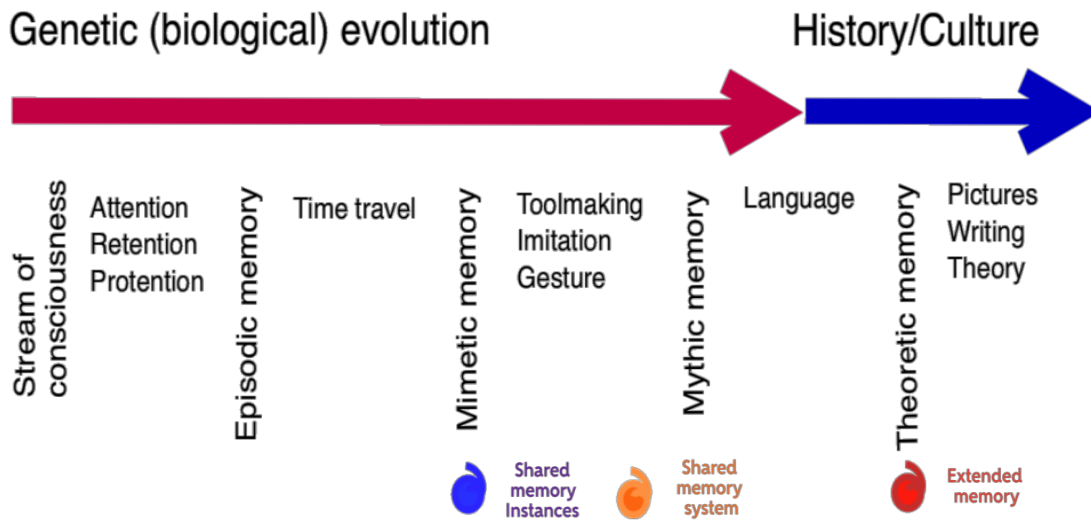 Genetic (biological) evolution
History/Culture
Stream of
consciousness
Attention
Retention
Protention
Episodic memory
Time travel
Mimetic memory
Toolmaking
Imitation
Gesture
Mythic memory
Language
Theoretic memory
Pictures
Writing
Theory
Shared
memory
Instances
Shared
memory
system
Extended
memory